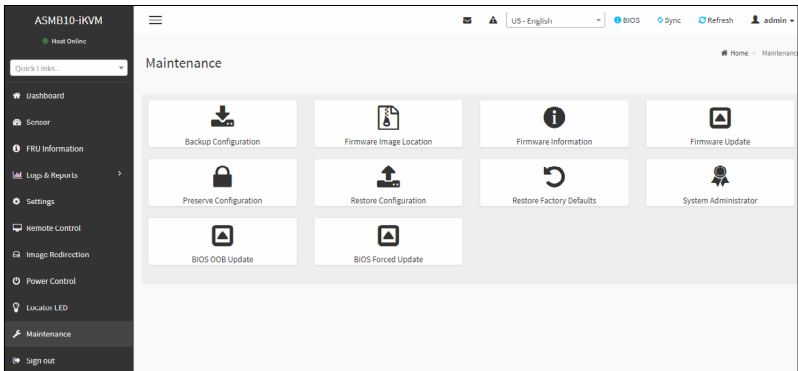 ASMB10-iKVM
Host Online
Quick Links...
Dashboard
Sensor
FRU Information
Logs & Reports
Settings
Remote Control
Image Redirection
Power Control
Locator LED
Maintenance
Sign out
US - English
BIOS
Sync
Refresh
admin
Maintenance
Home > Maintenance
Backup Configuration
Firmware Image Location
Firmware Information
Firmware Update
Preserve Configuration
Restore Configuration
Restore Factory Defaults
System Administrator
BIOS OOB Update
BIOS Forced Update